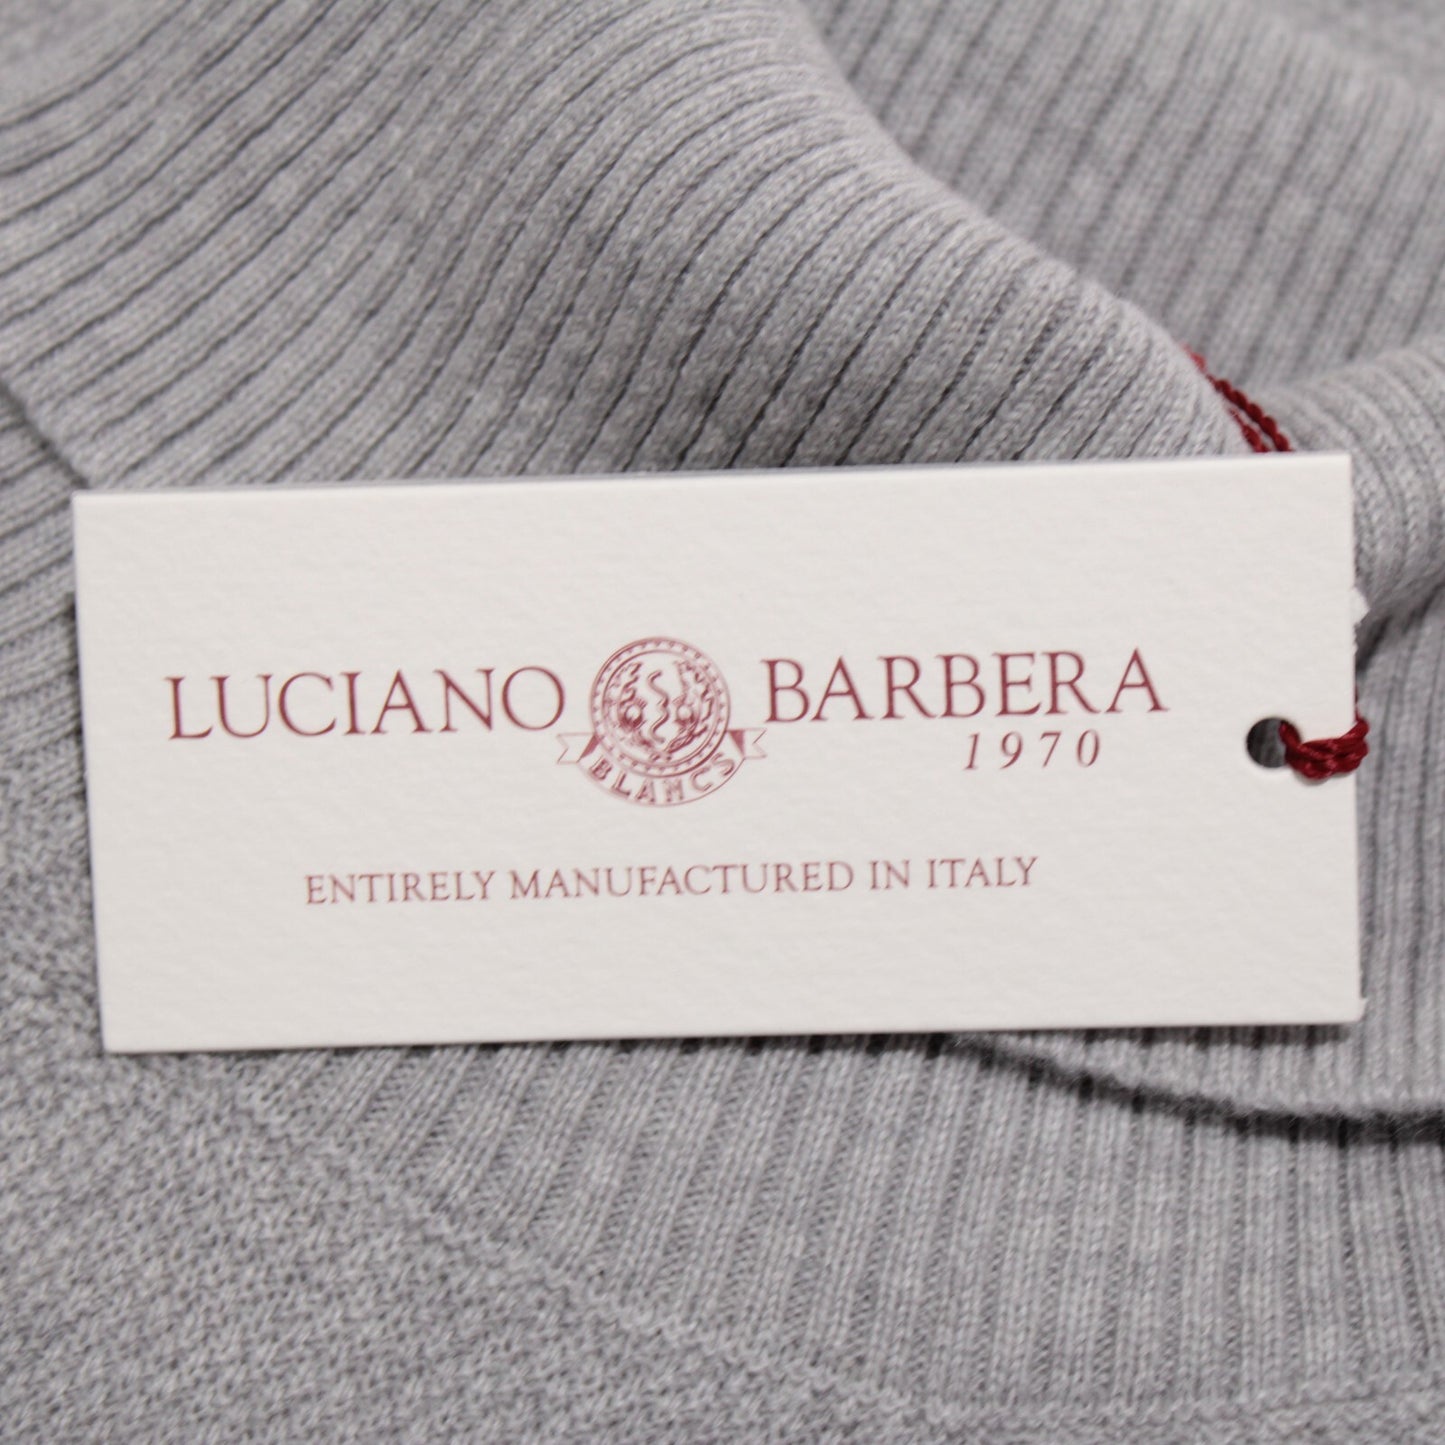 LUCIANO BARBERA
1970
BLANCS
ENTIRELY MANUFACTURED IN ITALY